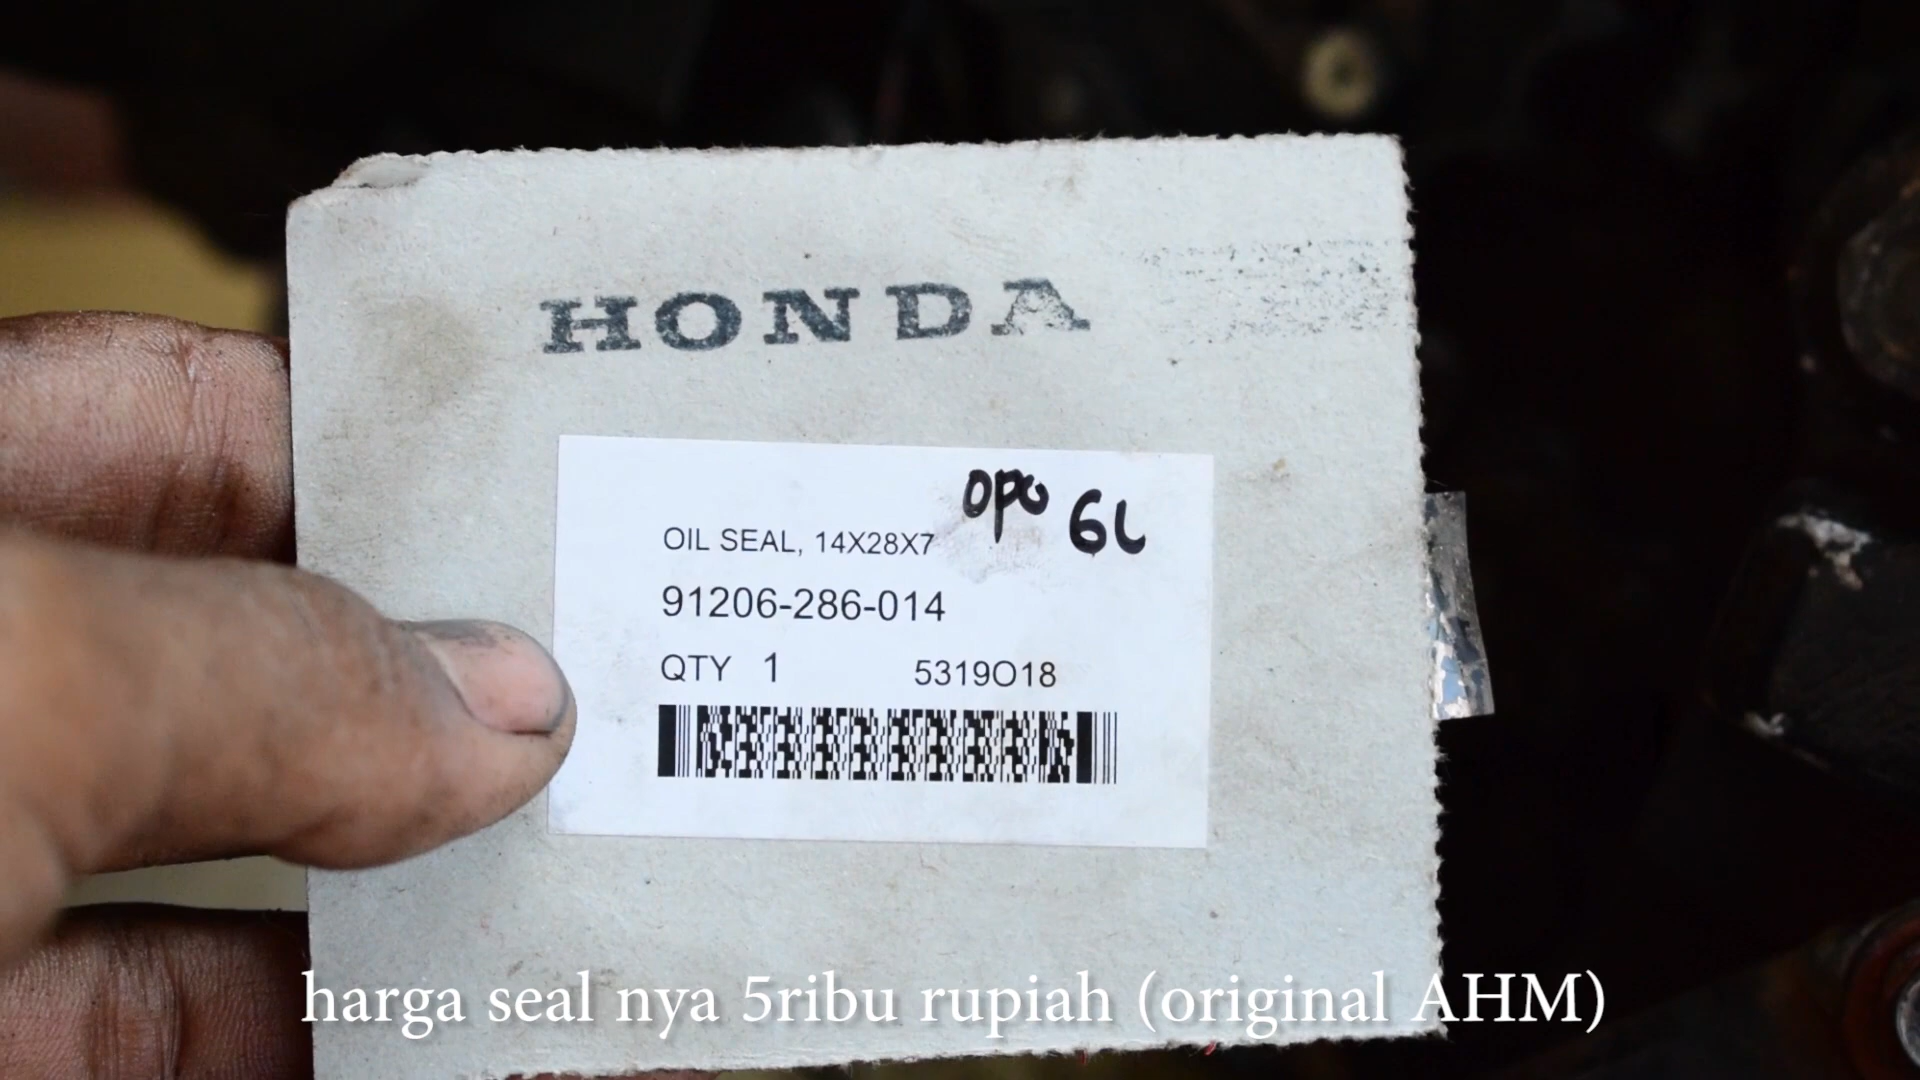 HONDA
opo 6L
OIL SEAL, 14X28X7
91206-286-014
QTY 1 5319O18
harga seal nya 5ribu rupiah (original AHM)